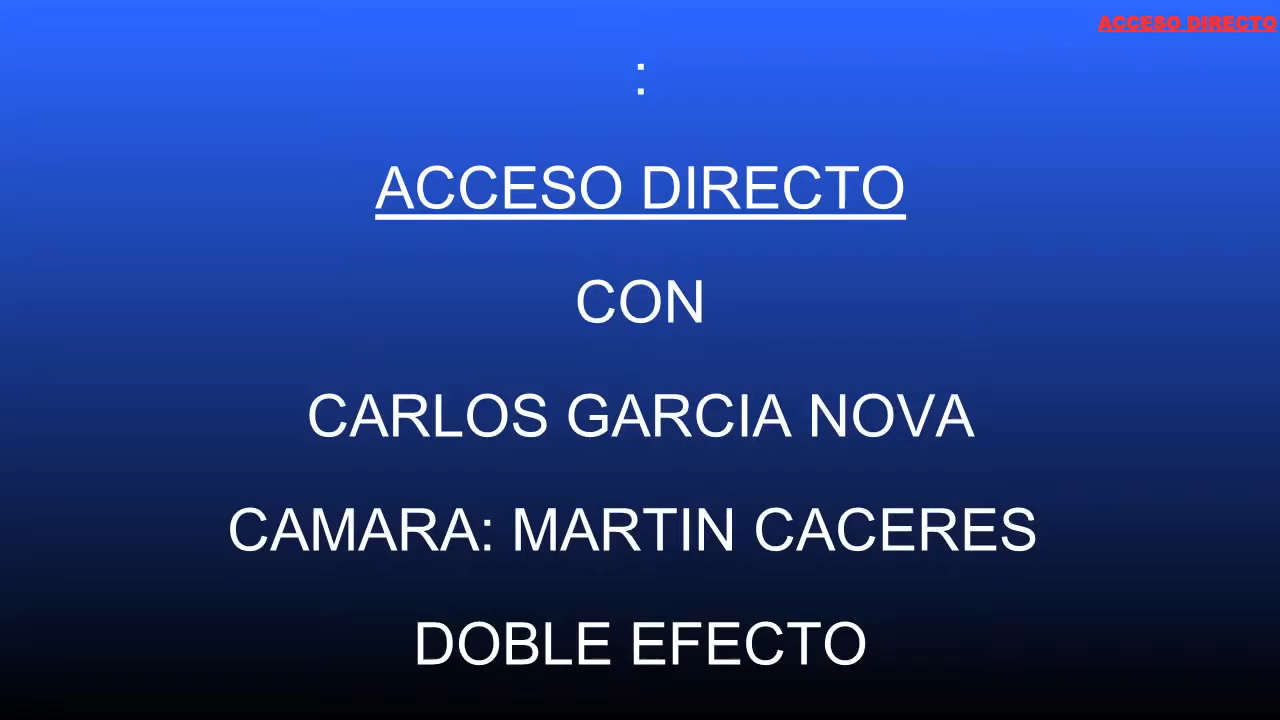 ACCESO DIRECTO
:
ACCESO DIRECTO
CON
CARLOS GARCIA NOVA
CAMARA: MARTIN CACERES
DOBLE EFECTO